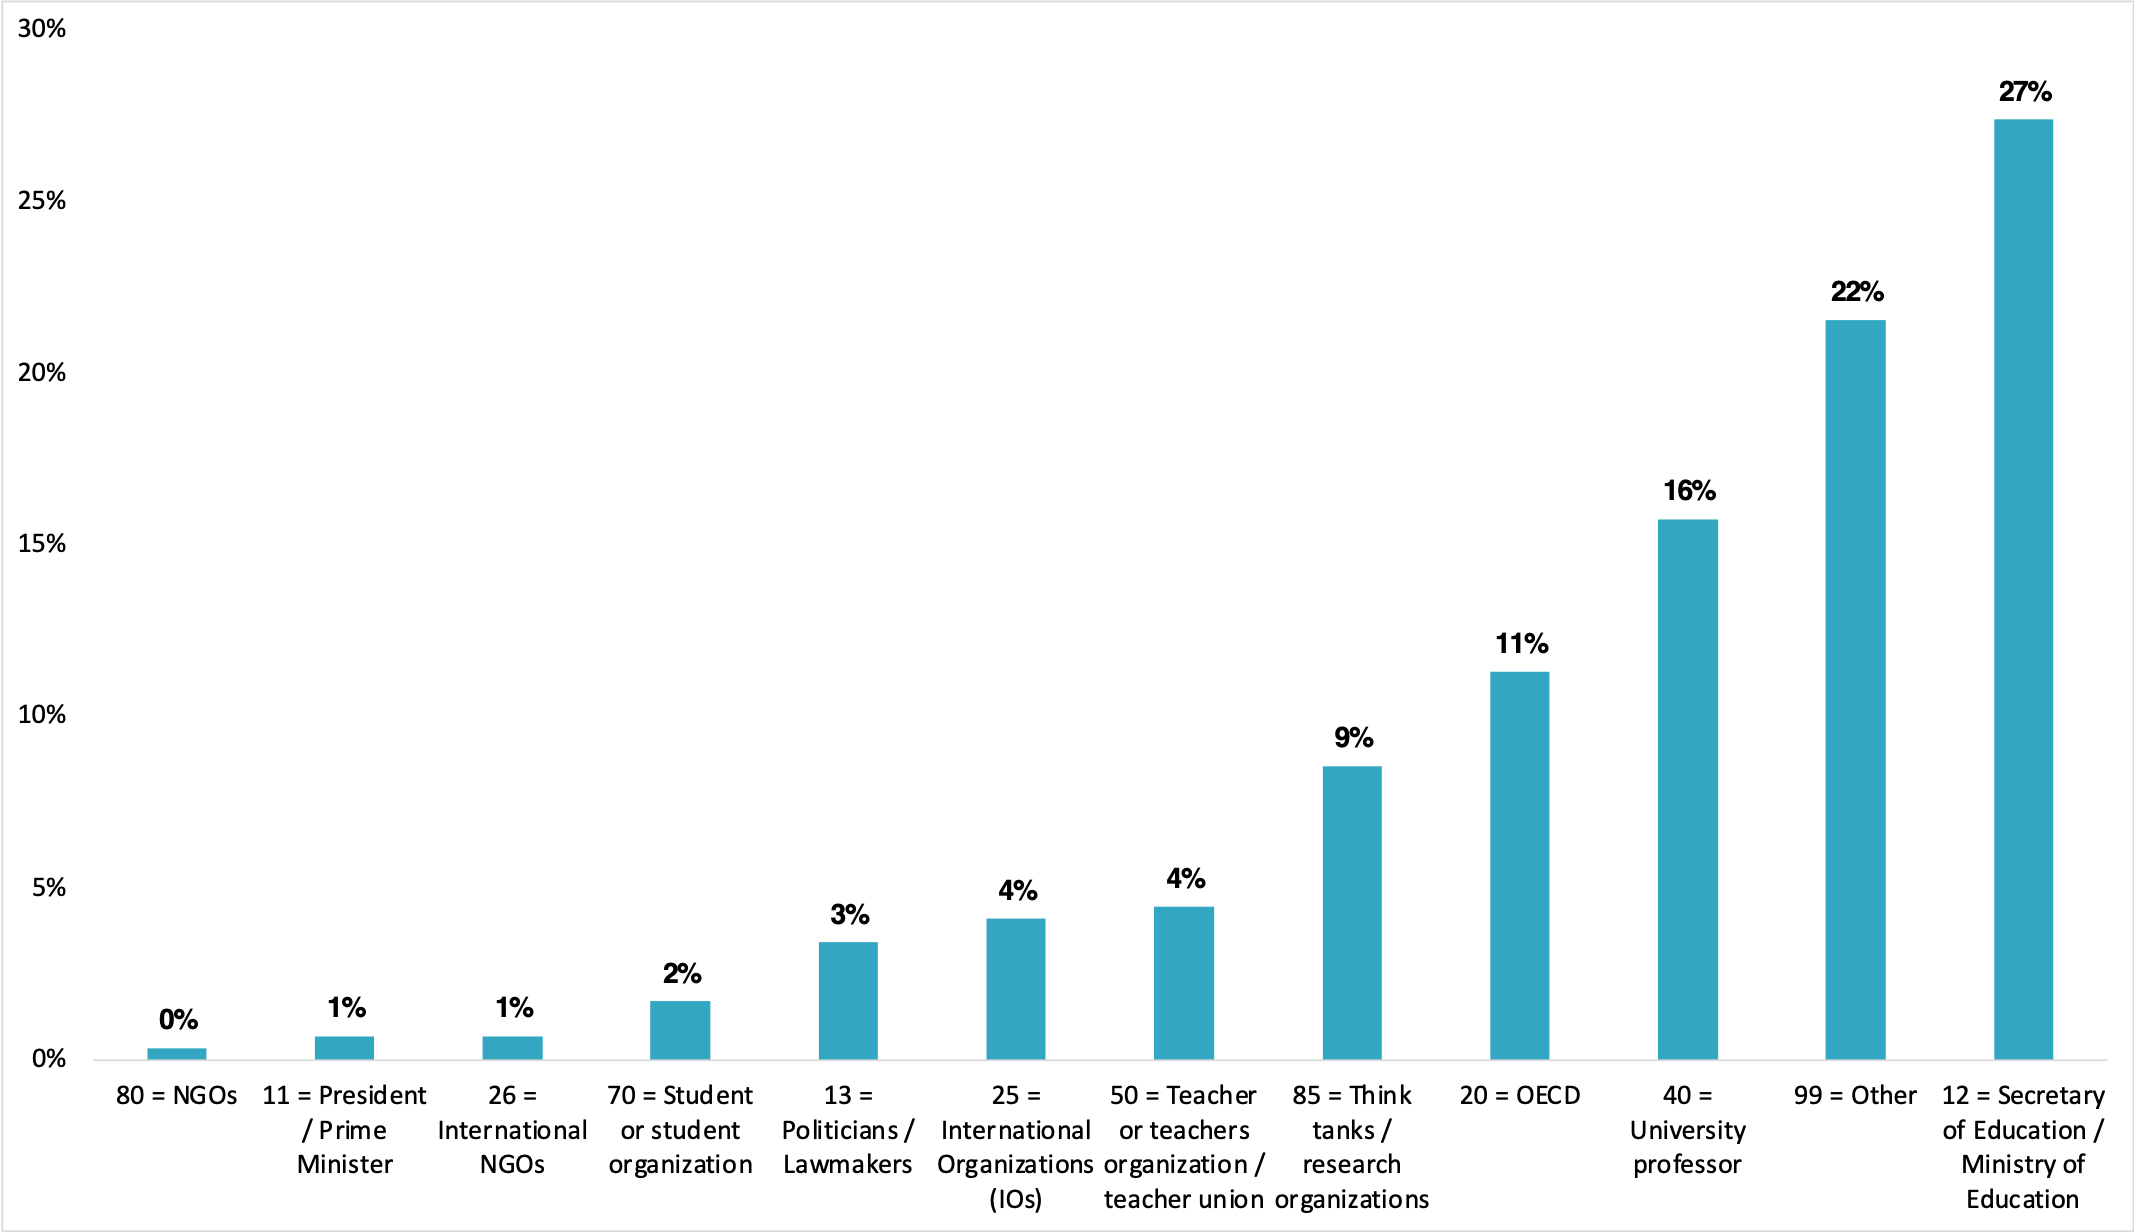 30%
25%
20%
15%
10%
5%
0%
0%
1%
1%
2%
3%
4%
4%
9%
11%
16%
22%
27%
80 = NGOs
11 = President
/ Prime
Minister
26 =
International
NGOs
70 = Student
or student
organization
13 =
Politicians /
Lawmakers
25 =
International
Organizations
(IOs)
50 = Teacher
or teachers
organization /
teacher union
85 = Think
tanks /
research
organizations
20 = OECD
40 =
University
professor
99 = Other
12 = Secretary
of Education /
Ministry of
Education